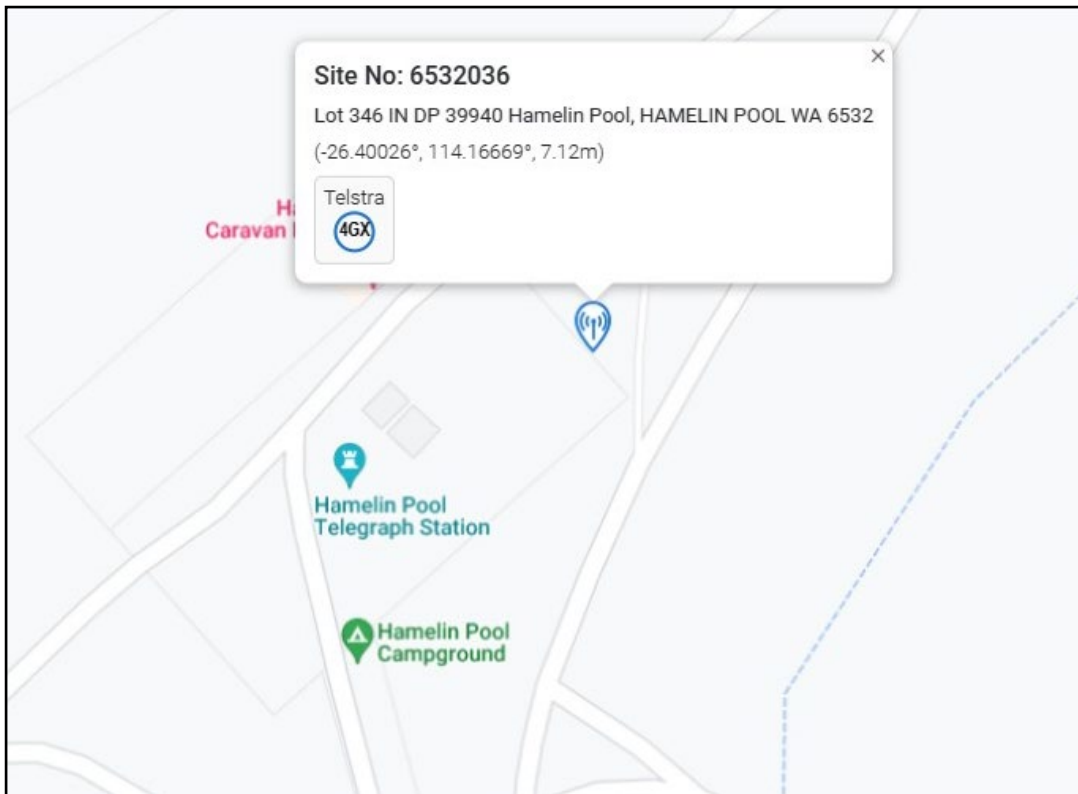 Site No: 6532036
Lot 346 IN DP 39940 Hamelin Pool, HAMELIN POOL WA 6532
(-26.40026°, 114.16669°, 7.12m)
Telstra
4GX
Caravan
Hamelin Pool
Telegraph Station
Hamelin Pool
Campground